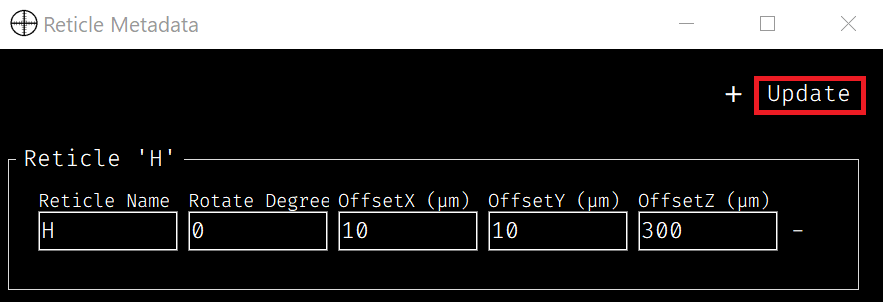 Reticle Metadata
+ Update
Reticle 'H'
Reticle Name Rotate Degree OffsetX (μm) OffsetY (μm) OffsetZ (μm)
H 0 10 10 300 -